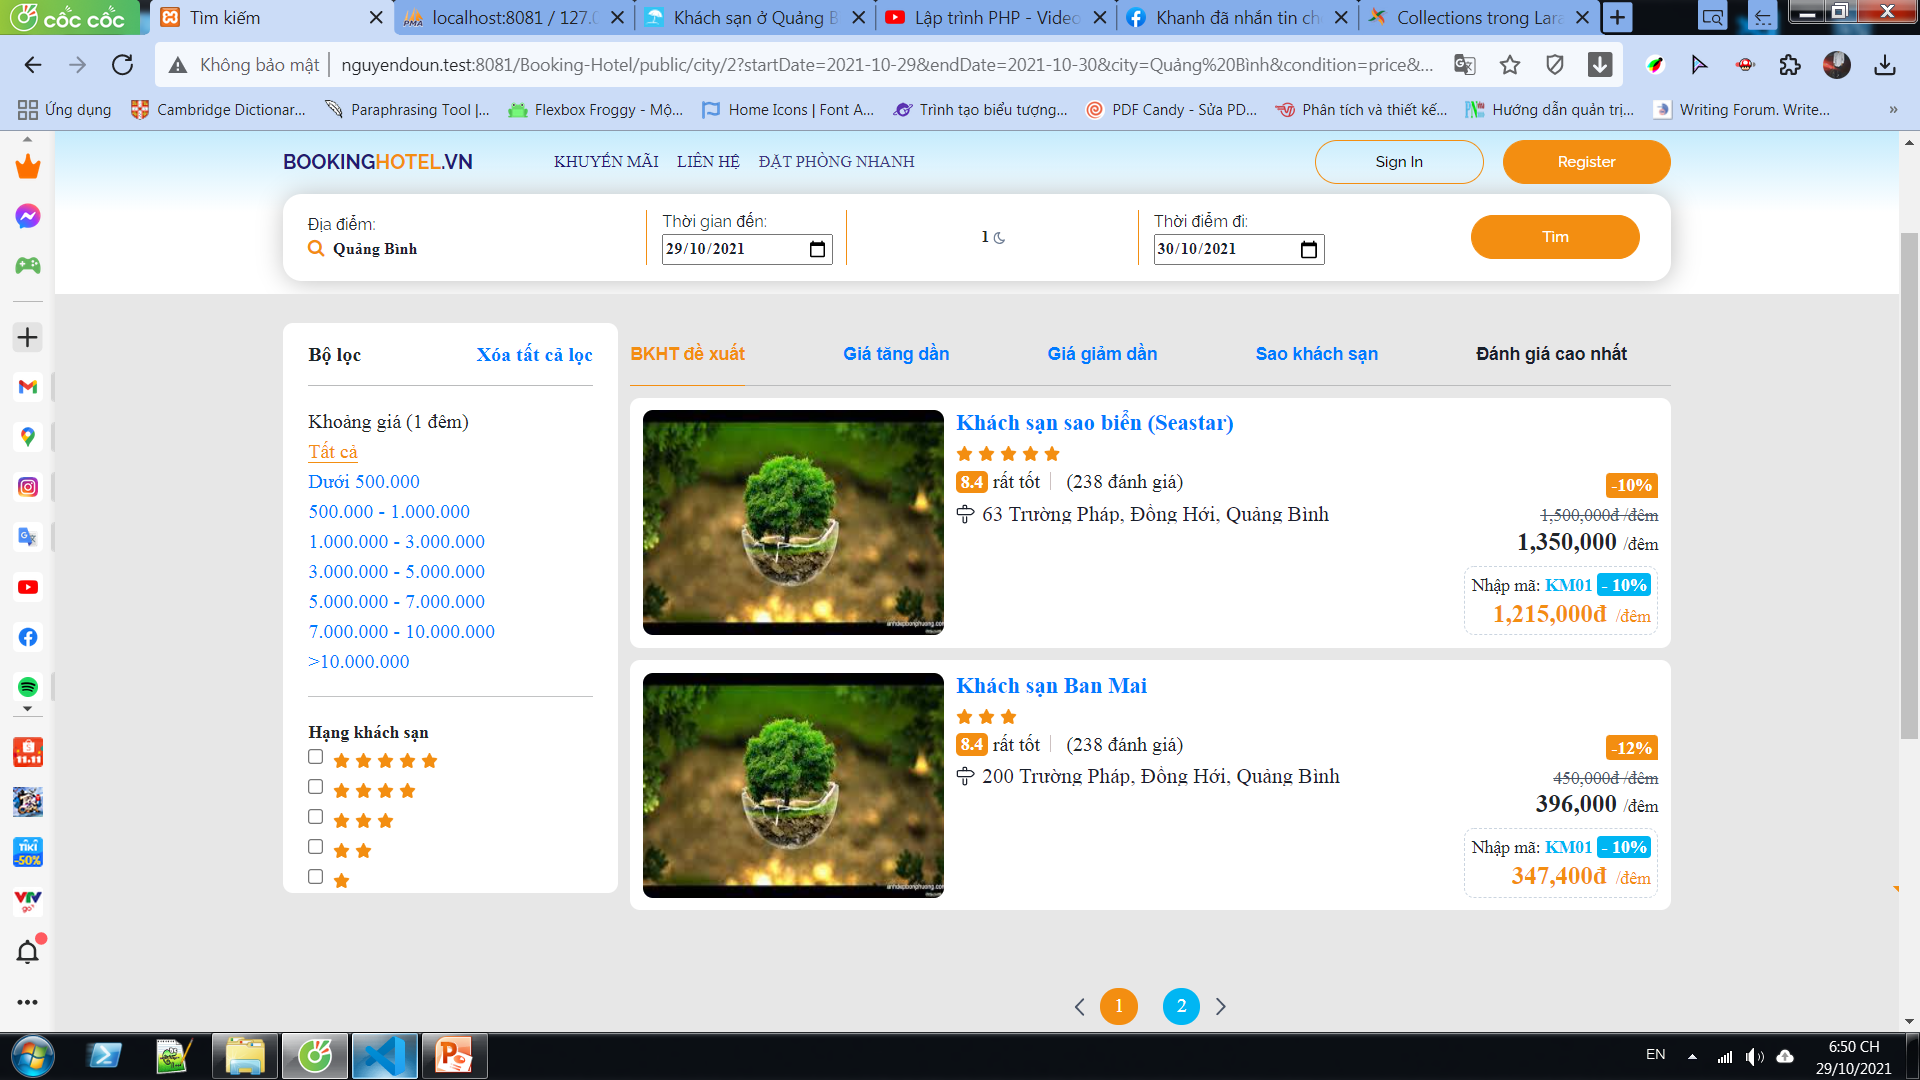 cốc cốc
Tìm kiếm
localhost:8081 / 127.0
Khách sạn ở Quảng B
Lập trình PHP - Video
Khanh đã nhắn tin ch
Collections trong Lara
Không bảo mật
nguyendoun.test:8081/Booking-Hotel/public/city/2?startDate=2021-10-29&endDate=2021-10-30&city=Quảng%20Bình&condition=price&...
Ứng dụng
Cambridge Dictionar...
Paraphrasing Tool |...
Flexbox Froggy - Mộ...
Home Icons | Font A...
Trình tạo biểu tượng...
PDF Candy - Sửa PD...
Phân tích và thiết kế...
Hướng dẫn quản trị...
Writing Forum. Write...
»
BOOKINGHOTEL.VN
KHUYẾN MÃI
LIÊN HỆ
ĐẶT PHÒNG NHANH
Sign In
Register
Địa điểm:
Quảng Bình
Thời gian đến:
29/10/2021
1
Thời điểm đi:
30/10/2021
Tìm
Bộ lọc
Xóa tất cả lọc
Khoảng giá (1 đêm)
Tất cả
Dưới 500.000
500.000 - 1.000.000
1.000.000 - 3.000.000
3.000.000 - 5.000.000
5.000.000 - 7.000.000
7.000.000 - 10.000.000
>10.000.000
Hạng khách sạn
BKHT đề xuất
Giá tăng dần
Giá giảm dần
Sao khách sạn
Đánh giá cao nhất
Khách sạn sao biển (Seastar)
8.4 rất tốt
(238 đánh giá)
63 Trường Pháp, Đồng Hới, Quảng Bình
-10%
1,500,000đ /đêm
1,350,000 /đêm
Nhập mã: KM01 - 10%
1,215,000đ /đêm
Khách sạn Ban Mai
8.4 rất tốt
(238 đánh giá)
200 Trường Pháp, Đồng Hới, Quảng Bình
-12%
450,000đ /đêm
396,000 /đêm
Nhập mã: KM01 - 10%
347,400đ /đêm
1
2
11.11
TIKI
-50%
VTV
go
EN
6:50 CH
29/10/2021